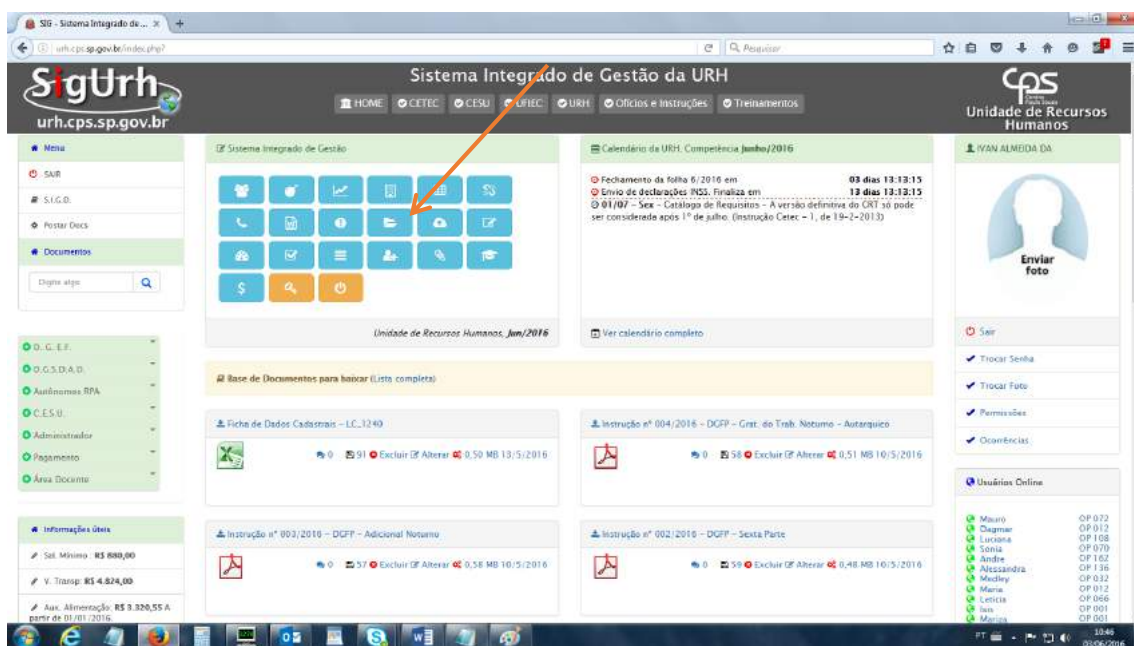 SIG - Sistema Integrado de... ×
urh.cps.sp.gov.br/index.php?
Pesquisar
SigUrh
urh.cps.sp.gov.br
Sistema Integrado de Gestão da URH
HOME CETEC CESU UFIEC URH Ofícios e Instruções Treinamentos
CPS
Centro
Paula Souza
Unidade de Recursos
Humanos
Menu
SAIR
S.I.G.D.
Postar Docs
Documentos
Digite algo
D. G. E.F.
D.G.S.D.A.D.
Autônomos RPA
C.E.S.U.
Administrador
Pagamento
Área Docente
Informações úteis
Sal. Mínimo: R$ 880,00
V. Transp: R$ 4.824,00
Aux. Alimentação: R$ 3.320,55 A
partir de 01/01/2016.
Sistema Integrado de Gestão
Unidade de Recursos Humanos, Jun/2016
Calendário da URH. Competência Junho/2016
Fechamento da folha 6/2016 em 03 dias 13:13:15
Envio de declarações INSS. Finaliza em 13 dias 13:13:15
01/07 - Sex - Catálogo de Requisitos - A versão definitiva do CRT só pode
ser considerada após 1º de julho. (Instrução Cetec - 1, de 19-2-2013)
Ver calendário completo
Base de Documentos para baixar (Lista completa)
Ficha de Dados Cadastrais - LC_1240
0 91 Excluir Alterar 0,50 MB 13/5/2016
Instrução nº 004/2016 - DGFP - Grat. do Trab. Noturno - Autarquico
0 58 Excluir Alterar 0,51 MB 10/5/2016
Instrução nº 003/2016 - DGFP - Adicional Noturno
0 57 Excluir Alterar 0,58 MB 10/5/2016
Instrução nº 002/2016 - DGFP - Sexta Parte
0 59 Excluir Alterar 0,48 MB 10/5/2016
IVAN ALMEIDA DA
Enviar
foto
Sair
Trocar Senha
Trocar Foto
Permissões
Ocorrências
Usuários Online
Mauro OP 072
Dagmar OP 012
Luciana OP 108
Sonia OP 070
Andre OP 162
Alessandra OP 136
Medley OP 032
Maria OP 012
Leticia OP 066
Isis OP 001
Mariza OP 001
PT
10:46
03/06/2016